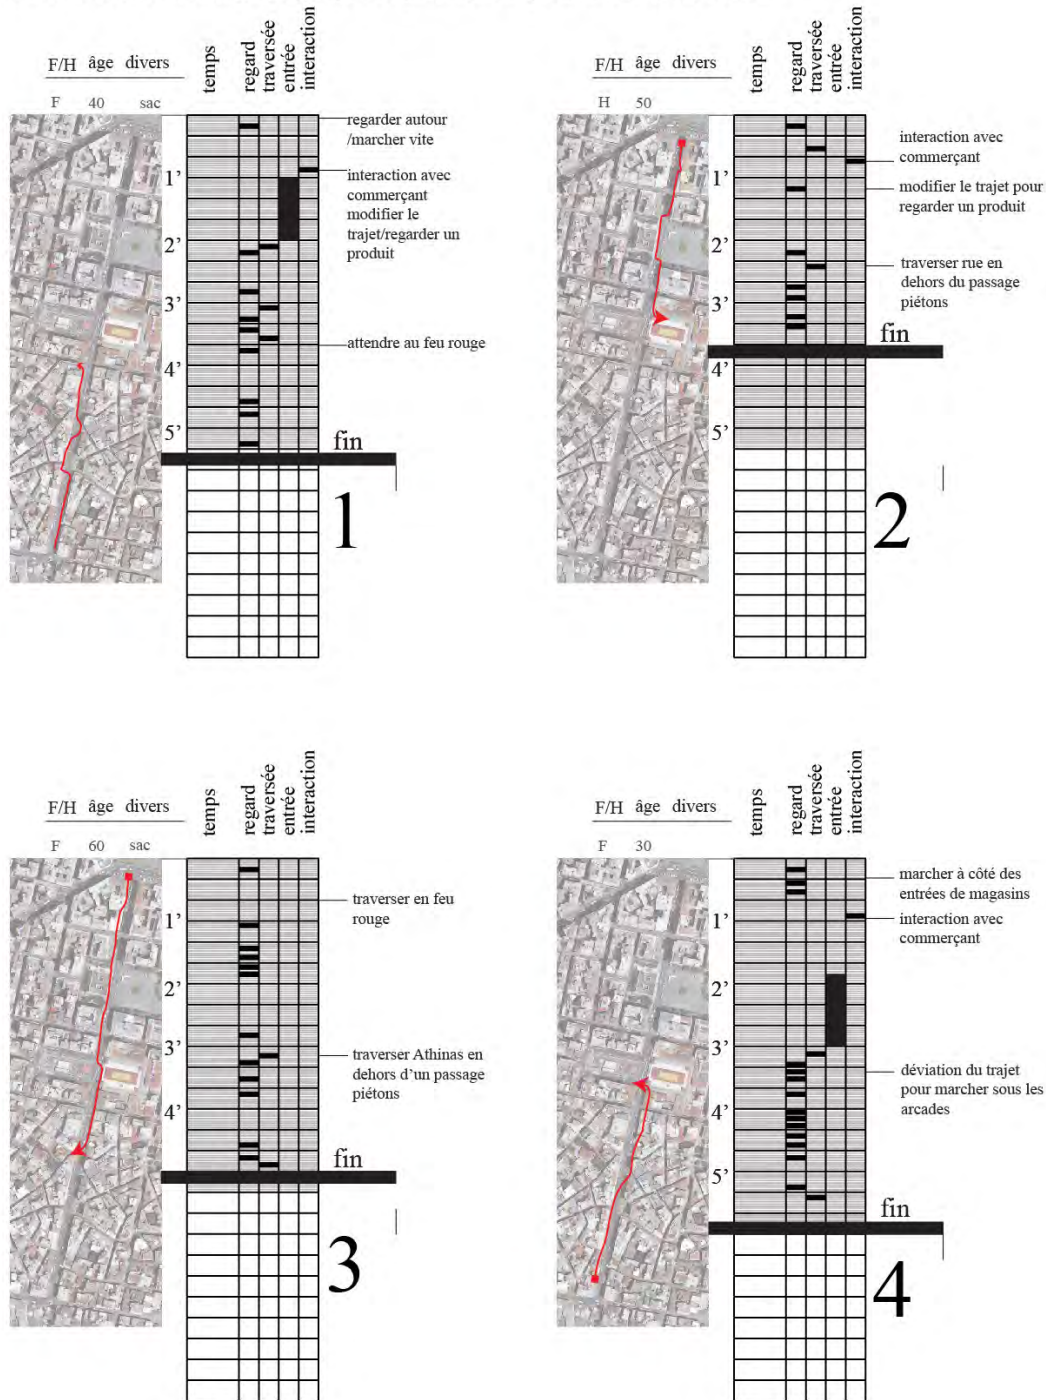 F/H âge divers
temps
regard
traversée
entrée
interaction
F 40 sac
regarder autour
/marcher vite
1’
interaction avec
commerçant
modifier le
trajet/regarder un
produit
2’
3’
attendre au feu rouge
4’
5’
fin
1
F/H âge divers
temps
regard
traversée
entrée
interaction
H 50
interaction avec
commerçant
1’
modifier le trajet pour
regarder un produit
2’
traverser rue en
dehors du passage
piétons
3’
fin
4’
5’
2
F/H âge divers
temps
regard
traversée
entrée
interaction
F 60 sac
traverser en feu
rouge
1’
2’
3’
traverser Athinas en
dehors d’un passage
piétons
4’
fin
3
F/H âge divers
temps
regard
traversée
entrée
interaction
F 30
marcher à côté des
entrées de magasins
1’
interaction avec
commerçant
2’
3’
déviation du trajet
pour marcher sous les
arcades
4’
5’
fin
4